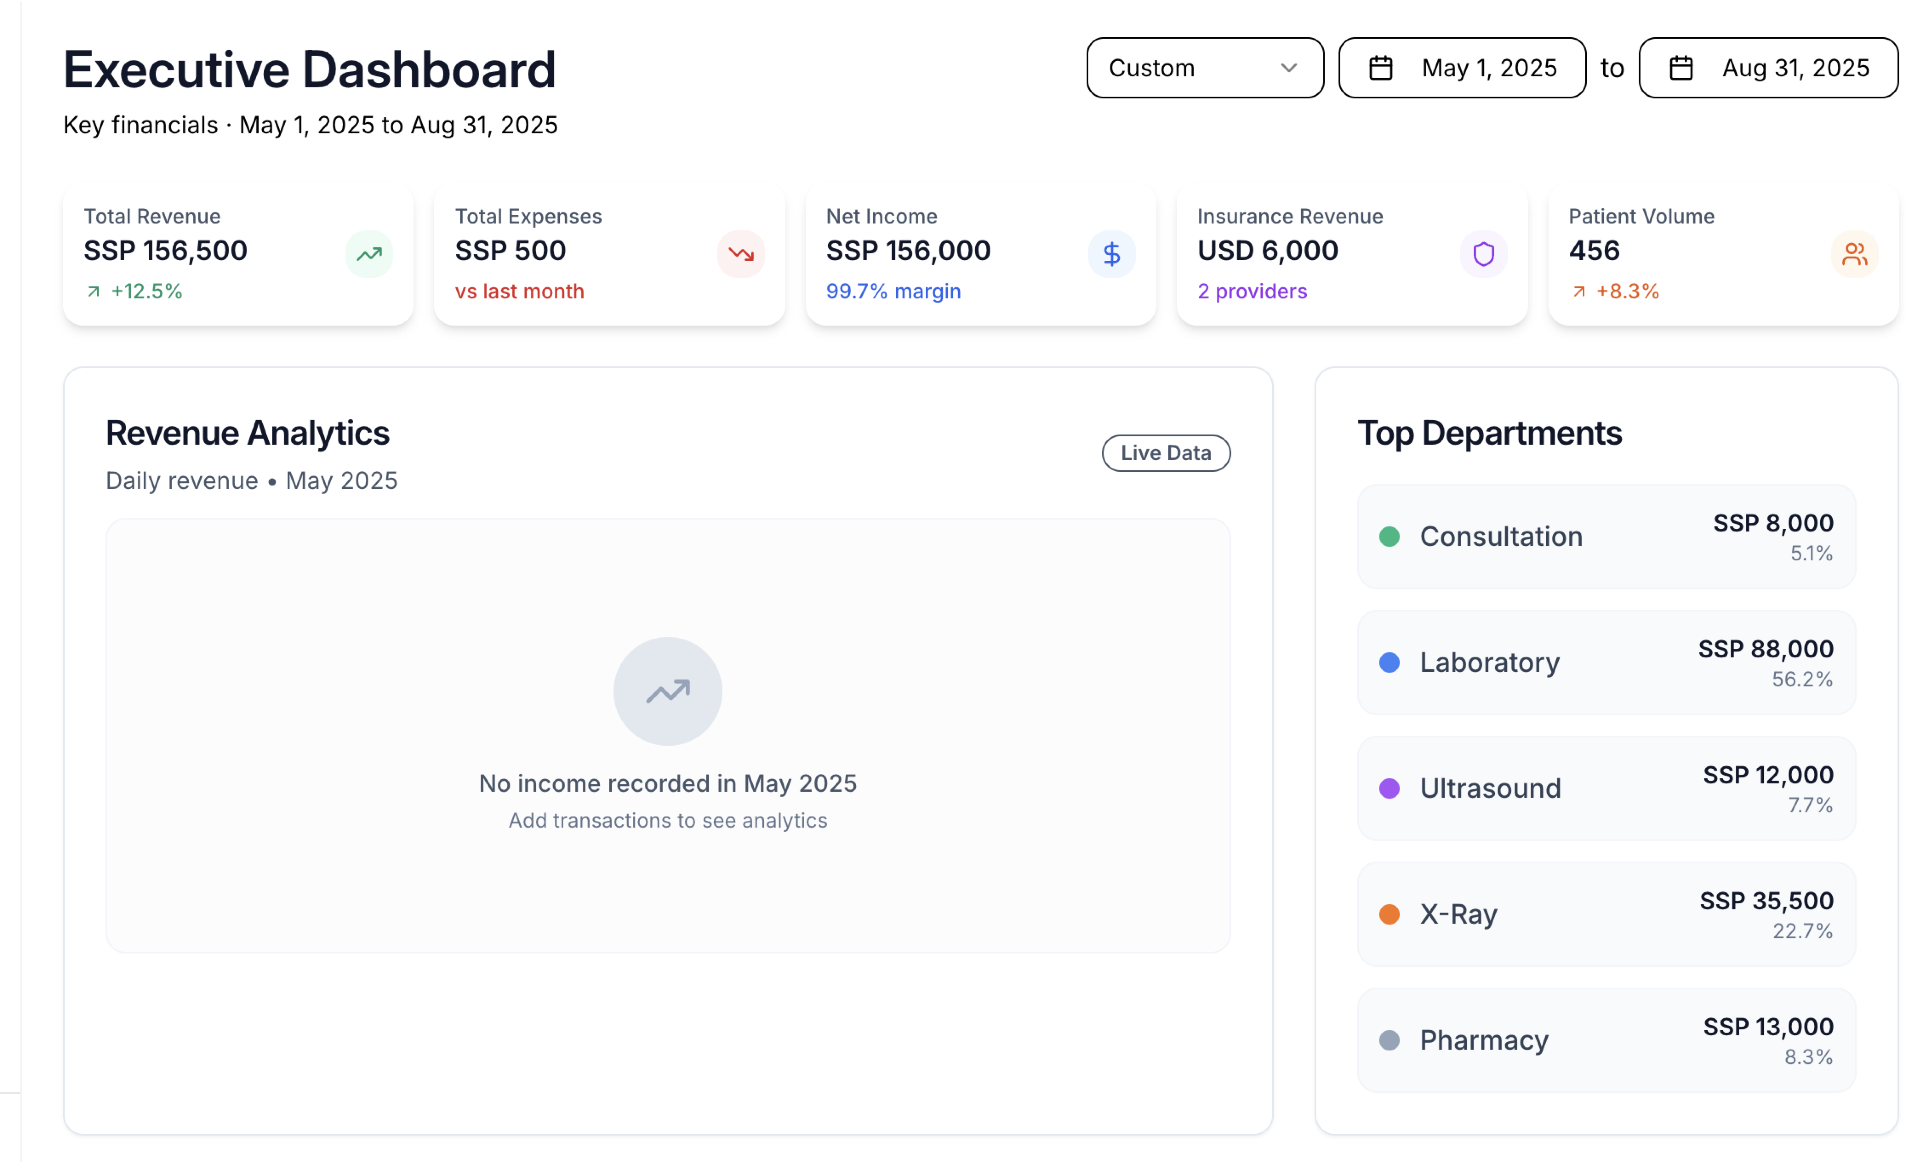 Executive Dashboard
Key financials · May 1, 2025 to Aug 31, 2025
Custom
May 1, 2025
to
Aug 31, 2025
Total Revenue
SSP 156,500
+12.5%
Total Expenses
SSP 500
vs last month
Net Income
SSP 156,000
99.7% margin
Insurance Revenue
USD 6,000
2 providers
Patient Volume
456
+8.3%
Revenue Analytics
Daily revenue • May 2025
Live Data
No income recorded in May 2025
Add transactions to see analytics
Top Departments
Consultation
SSP 8,000
5.1%
Laboratory
SSP 88,000
56.2%
Ultrasound
SSP 12,000
7.7%
X-Ray
SSP 35,500
22.7%
Pharmacy
SSP 13,000
8.3%